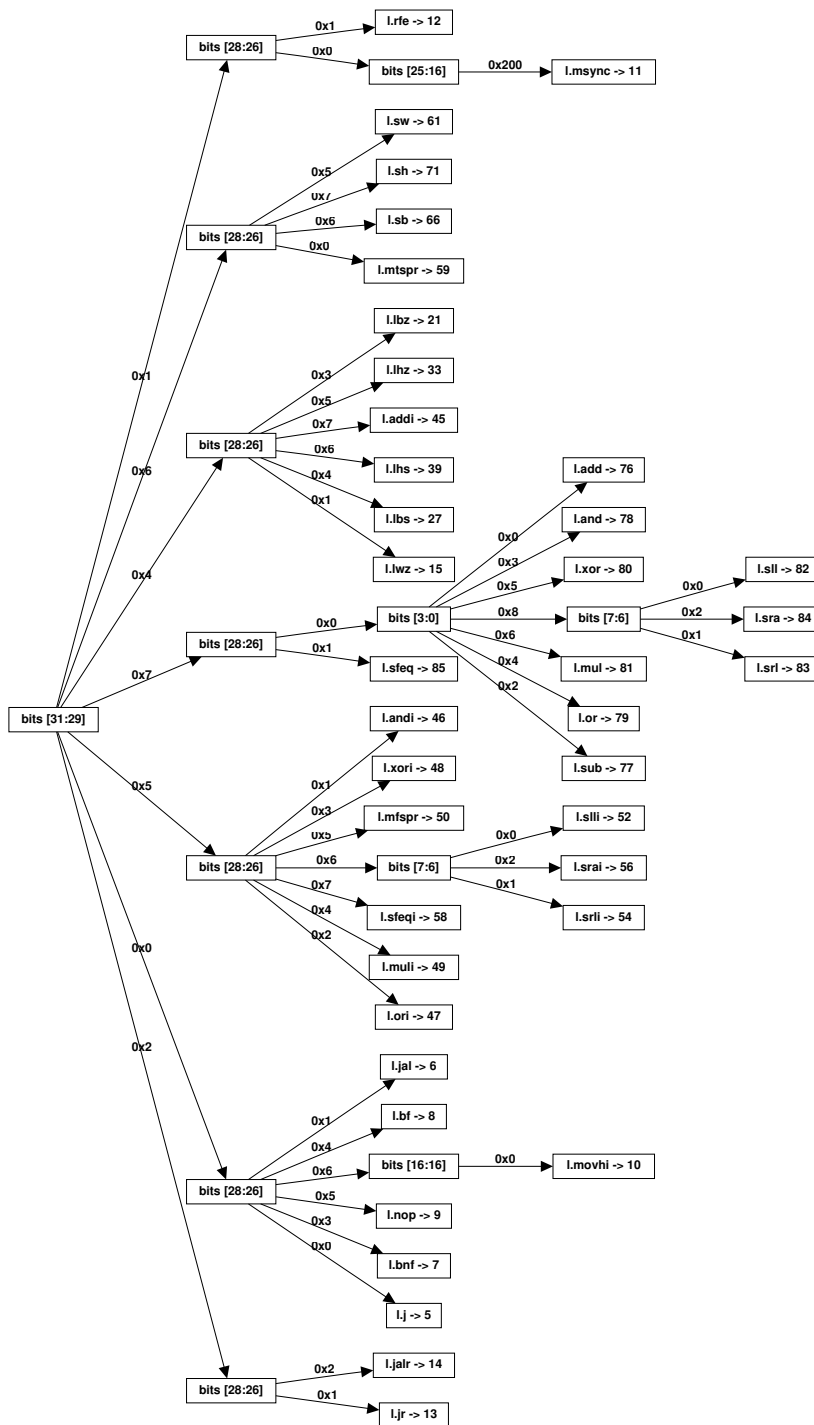 0x1
l.rfe -> 12
bits [28:26]
0x0
bits [25:16]
0x200
l.msync -> 11
l.sw -> 61
0x5
l.sh -> 71
0x7
bits [28:26]
0x6
l.sb -> 66
0x0
l.mtspr -> 59
l.lbz -> 21
0x3
l.lhz -> 33
0x5
0x1
l.addi -> 45
0x7
bits [28:26]
0x6
l.lhs -> 39
0x6
0x4
l.lbs -> 27
0x1
l.lwz -> 15
0x4
l.add -> 76
l.and -> 78
0x0
0x3
l.xor -> 80
0x5
0x0
l.sll -> 82
bits [3:0]
0x8
bits [7:6]
0x2
l.sra -> 84
bits [28:26]
0x0
0x1
l.sfeq -> 85
0x6
l.mul -> 81
0x1
l.srl -> 83
0x7
0x4
l.or -> 79
0x2
l.sub -> 77
bits [31:29]
l.andi -> 46
0x1
l.xori -> 48
0x5
0x3
l.mfspr -> 50
0x5
0x0
l.slli -> 52
bits [28:26]
0x6
bits [7:6]
0x2
l.srai -> 56
0x7
l.sfeqi -> 58
0x1
l.srli -> 54
0x4
0x2
l.muli -> 49
0x0
l.ori -> 47
0x2
l.jal -> 6
0x1
l.bf -> 8
0x4
0x6
bits [16:16]
0x0
l.movhi -> 10
bits [28:26]
0x5
l.nop -> 9
0x3
0x0
l.bnf -> 7
l.j -> 5
0x2
l.jalr -> 14
bits [28:26]
0x1
l.jr -> 13